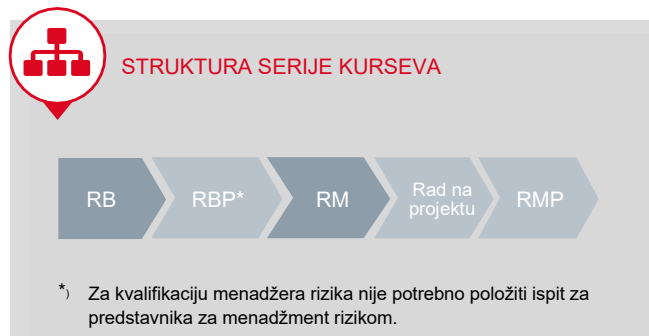 STRUKTURA SERIJE KURSEVA
RB
RBP*
RM
Rad na
projektu
RMP
*) Za kvalifikaciju menadžera rizika nije potrebno položiti ispit za
predstavnika za menadžment rizikom.